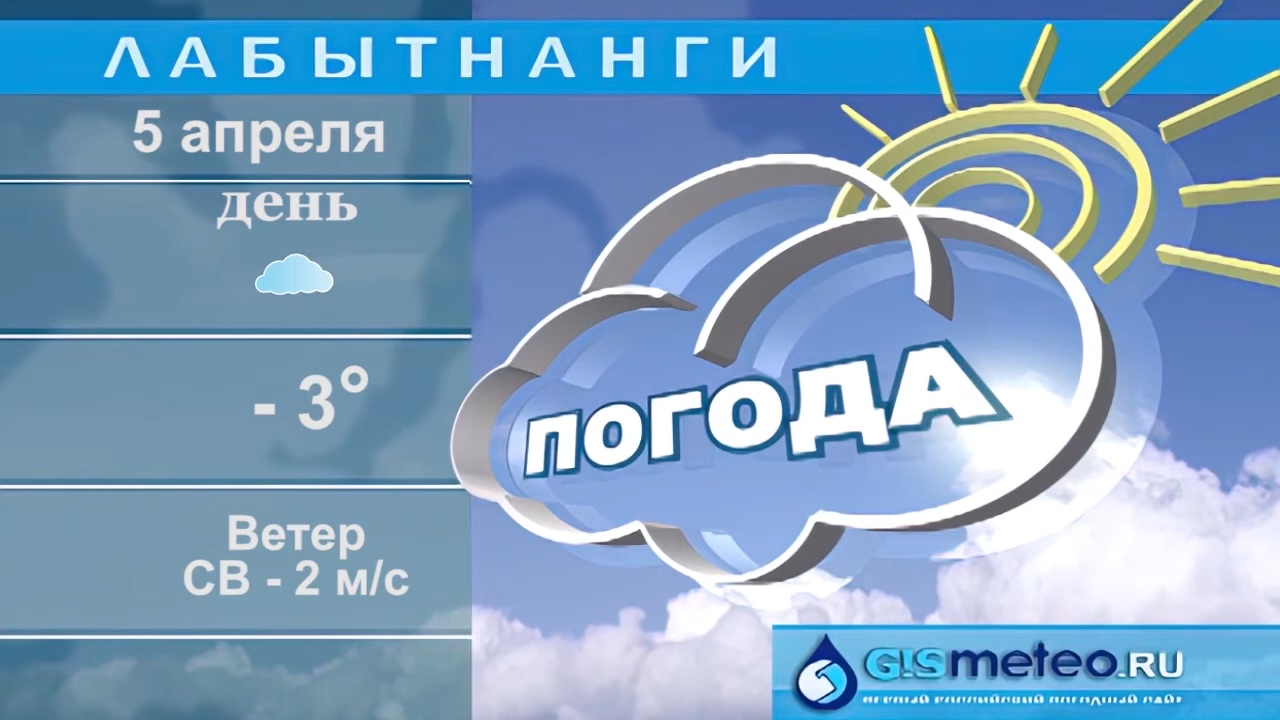 ЛАБЫТНАНГИ
5 апреля
день
- 3°
Ветер
СВ - 2 м/с
ПОГОДА
GISmeteo.RU